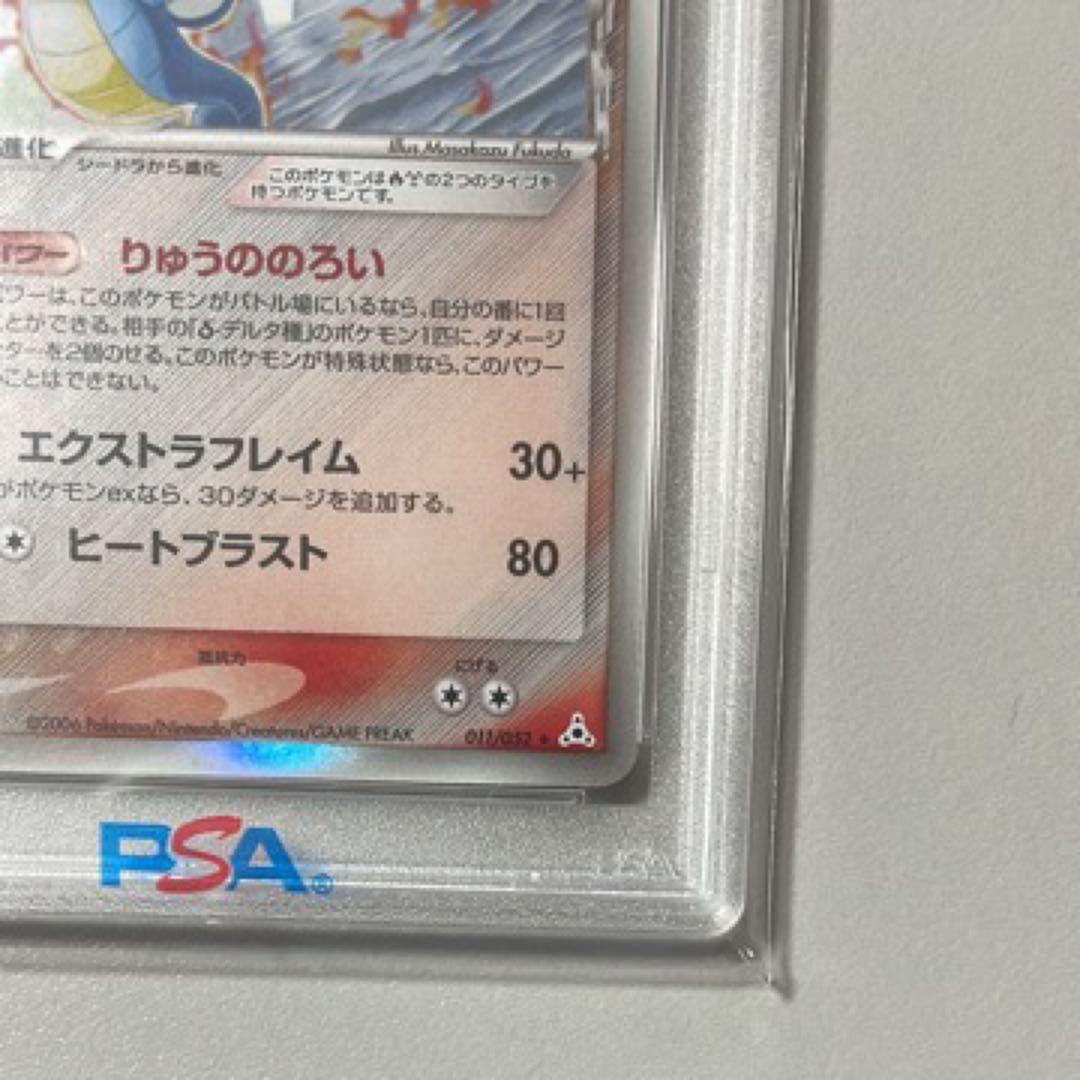 進化
Illus. Masakazu Fukuda
シードラから進化
このポケモンは🔥の2つのタイプを
持つポケモンです。
パワー りゅうののろい
ワーは、このポケモンがバトル場にいるなら、自分の番に1回
とができる。相手の「δ-デルタ種」のポケモン1匹に、ダメージ
ターを2個のせる。このポケモンが特殊状態なら、このパワー
ことはできない。
エクストラフレイム 30+
がポケモンexなら、30ダメージを追加する。
ヒートブラスト 80
抵抗力 にげる
©2006 Pokémon/Nintendo/Creatures/GAME FREAK 011/052 ★
PSA®
PSA